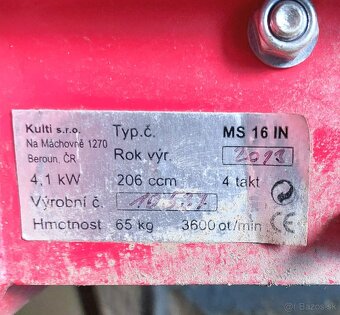 Kulti s.r.o. Typ.č. MS 16 IN
Na Máchovně 1270
Beroun, ČR Rok výr. 2013
4,1 kW 206 ccm 4 takt
Výrobní č.
Hmotnost 65 kg 3600 ot/min CE
© Bazos.sk